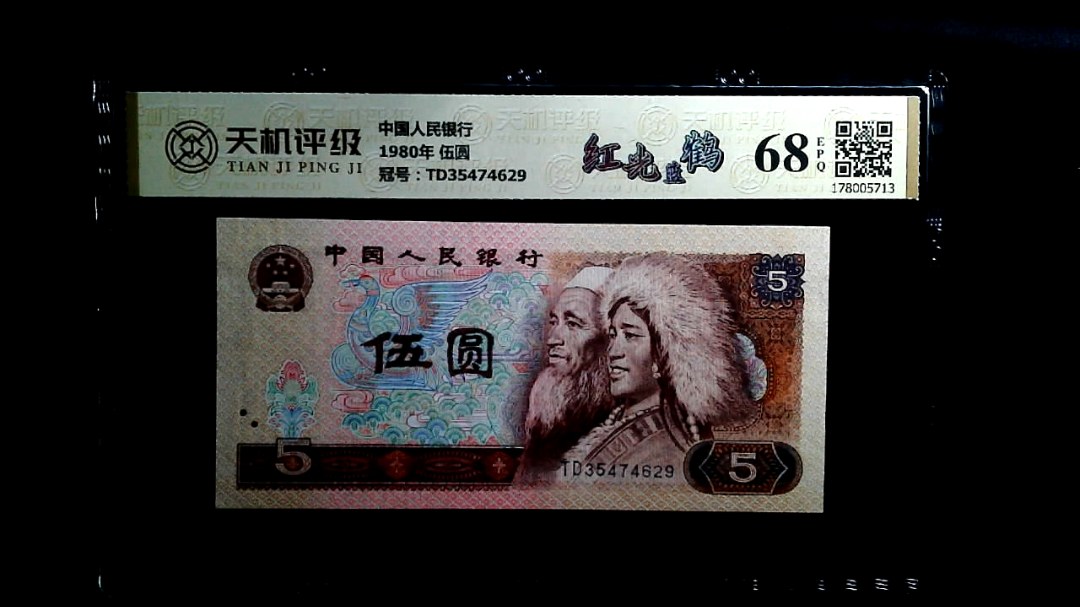 天机评级
TIAN JI PING JI
中国人民银行
1980年 伍圆
冠号：TD35474629
红光蓝鹤
68
EPQ
178005713
中国人民银行
5
伍圆
5
TD35474629
5